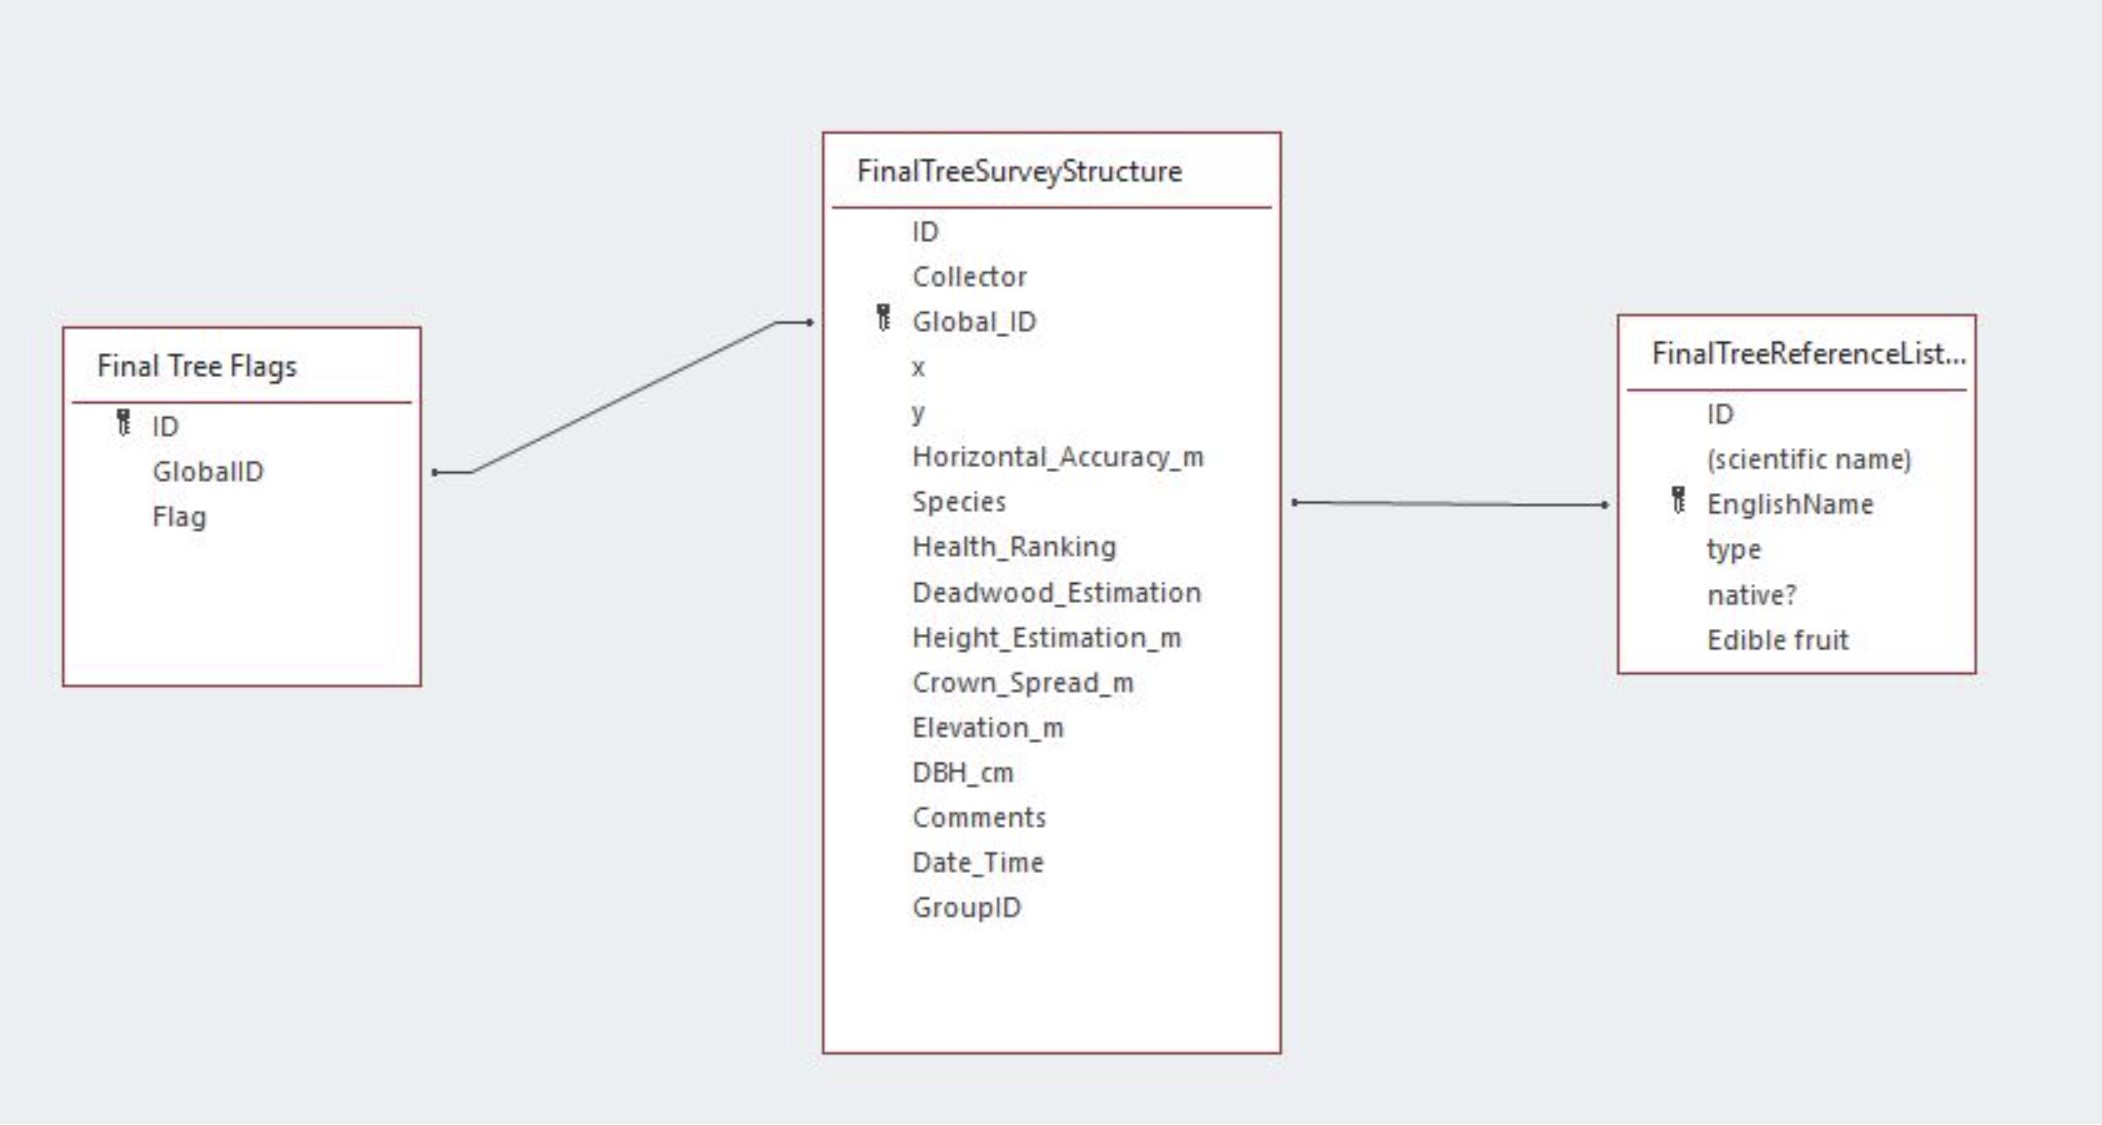 Final Tree Flags
ID
GlobalID
Flag
FinalTreeSurveyStructure
ID
Collector
Global_ID
x
y
Horizontal_Accuracy_m
Species
Health_Ranking
Deadwood_Estimation
Height_Estimation_m
Crown_Spread_m
Elevation_m
DBH_cm
Comments
Date_Time
GroupID
FinalTreeReferenceList...
ID
(scientific name)
EnglishName
type
native?
Edible fruit